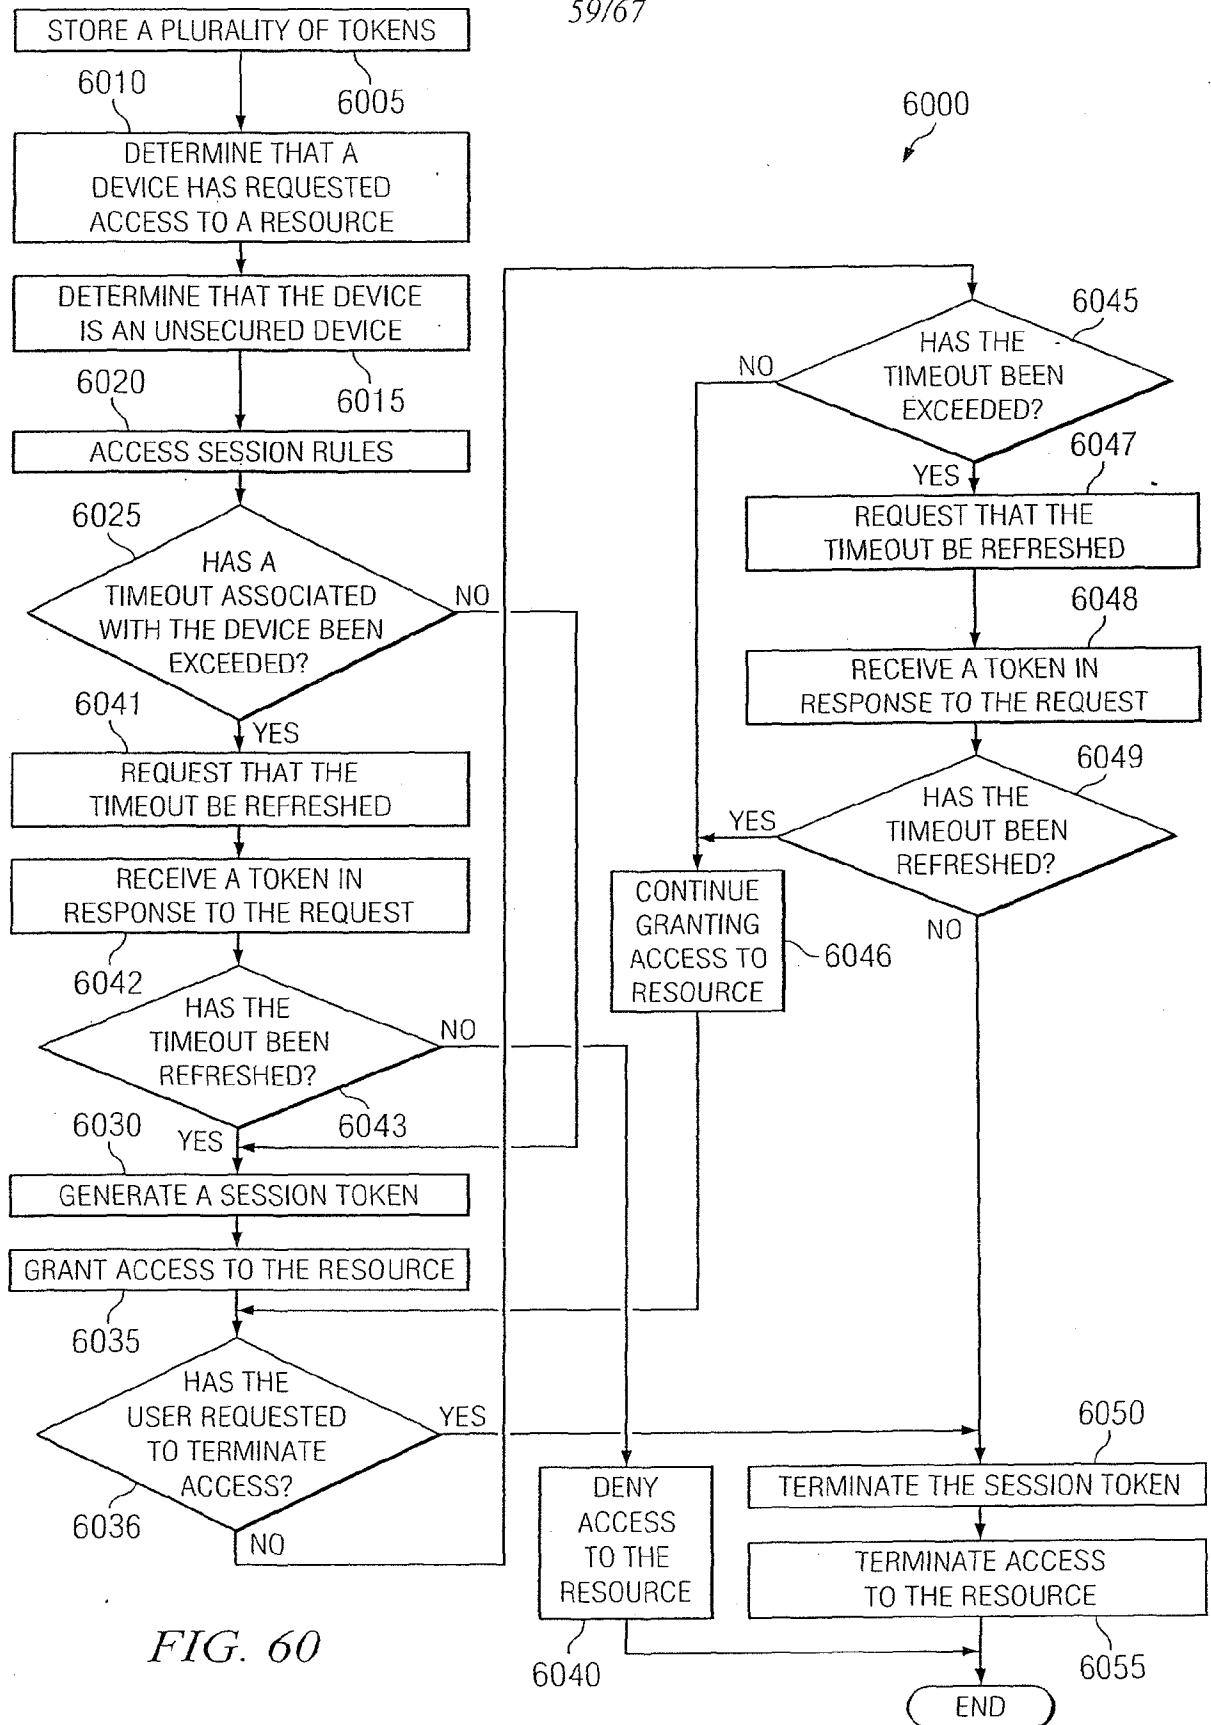 59/67
STORE A PLURALITY OF TOKENS
6005
6010
DETERMINE THAT A
DEVICE HAS REQUESTED
ACCESS TO A RESOURCE
DETERMINE THAT THE DEVICE
IS AN UNSECURED DEVICE
6015
6020
ACCESS SESSION RULES
6025
HAS A
TIMEOUT ASSOCIATED
WITH THE DEVICE BEEN
EXCEEDED?
NO
YES
6041
REQUEST THAT THE
TIMEOUT BE REFRESHED
RECEIVE A TOKEN IN
RESPONSE TO THE REQUEST
6042
HAS THE
TIMEOUT BEEN
REFRESHED?
NO
6043
YES
6030
GENERATE A SESSION TOKEN
GRANT ACCESS TO THE RESOURCE
6035
HAS THE
USER REQUESTED
TO TERMINATE
ACCESS?
YES
6036
NO
6000
6045
HAS THE
TIMEOUT BEEN
EXCEEDED?
NO
YES
6047
REQUEST THAT THE
TIMEOUT BE REFRESHED
6048
RECEIVE A TOKEN IN
RESPONSE TO THE REQUEST
6049
HAS THE
TIMEOUT BEEN
REFRESHED?
YES
NO
CONTINUE
GRANTING
ACCESS TO
RESOURCE
6046
DENY
ACCESS
TO THE
RESOURCE
6040
6050
TERMINATE THE SESSION TOKEN
TERMINATE ACCESS
TO THE RESOURCE
6055
END
FIG. 60